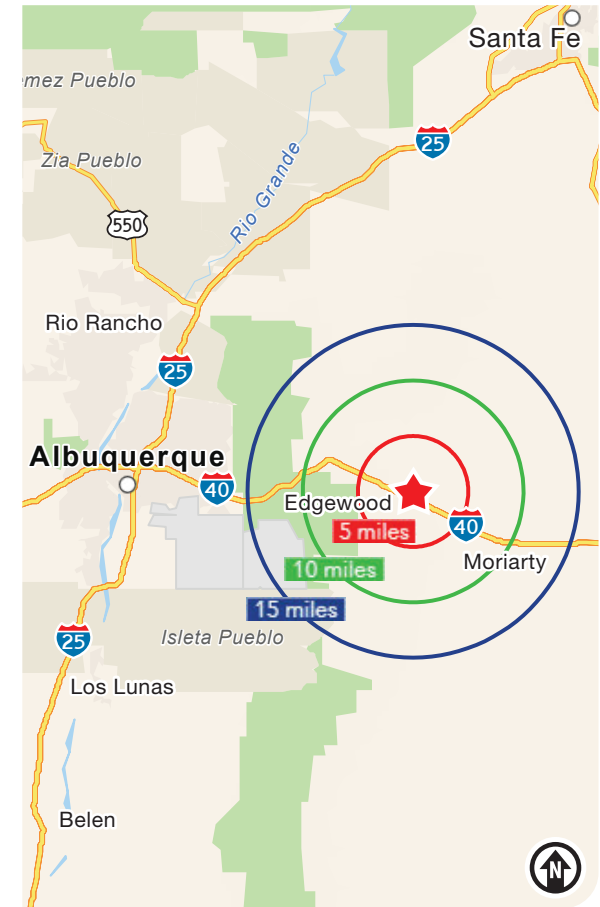 Santa Fe
mez Pueblo
25
Zia Pueblo
Rio Grande
550
Rio Rancho
25
Albuquerque
40
Edgewood
40
5 miles
Moriarty
10 miles
15 miles
25
Isleta Pueblo
Los Lunas
Belen
N